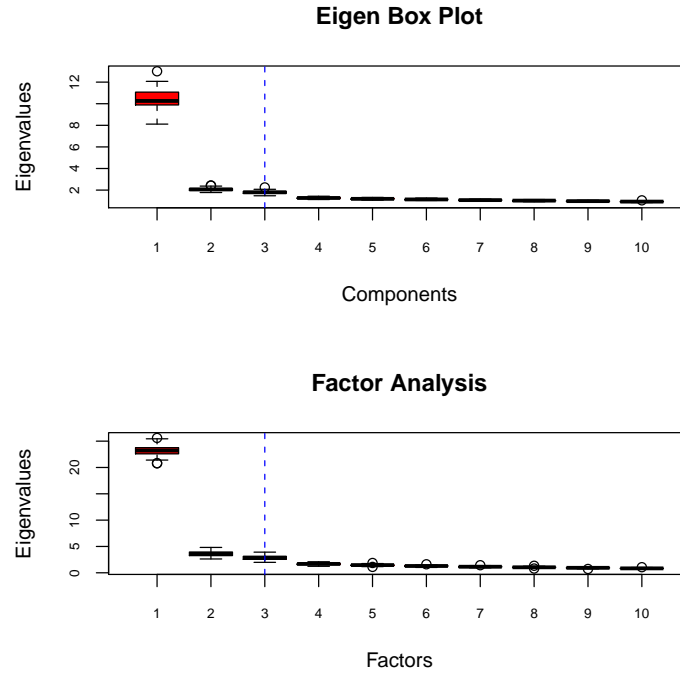 Eigen Box Plot
Eigenvalues
2 4 6 8 12
1 2 3 4 5 6 7 8 9 10
Components
Factor Analysis
Eigenvalues
0 5 10 20
1 2 3 4 5 6 7 8 9 10
Factors